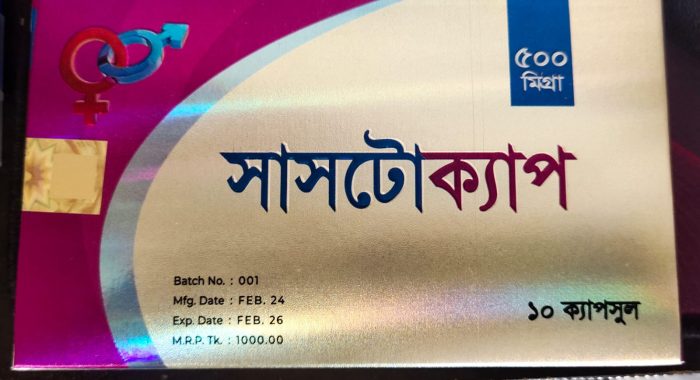 ৫০০
মিগ্রা
সাসটোক্যাপ
Batch No. : 001
Mfg. Date : FEB. 24
Exp. Date : FEB. 26
M.R.P. Tk. : 1000.00
১০ ক্যাপসুল